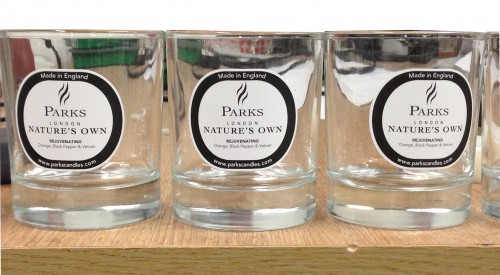 Made in England
PARKS
LONDON
NATURE'S OWN
REJUVENATING
Orange, Black Pepper & Vetiver
www.parkscandles.com
Made in England
PARKS
LONDON
NATURE'S OWN
REJUVENATING
Orange, Black Pepper & Vetiver
www.parkscandles.com
Made in England
PARKS
LONDON
NATURE'S OWN
REJUVENATING
Orange, Black Pepper & Vetiver
www.parkscandles.com